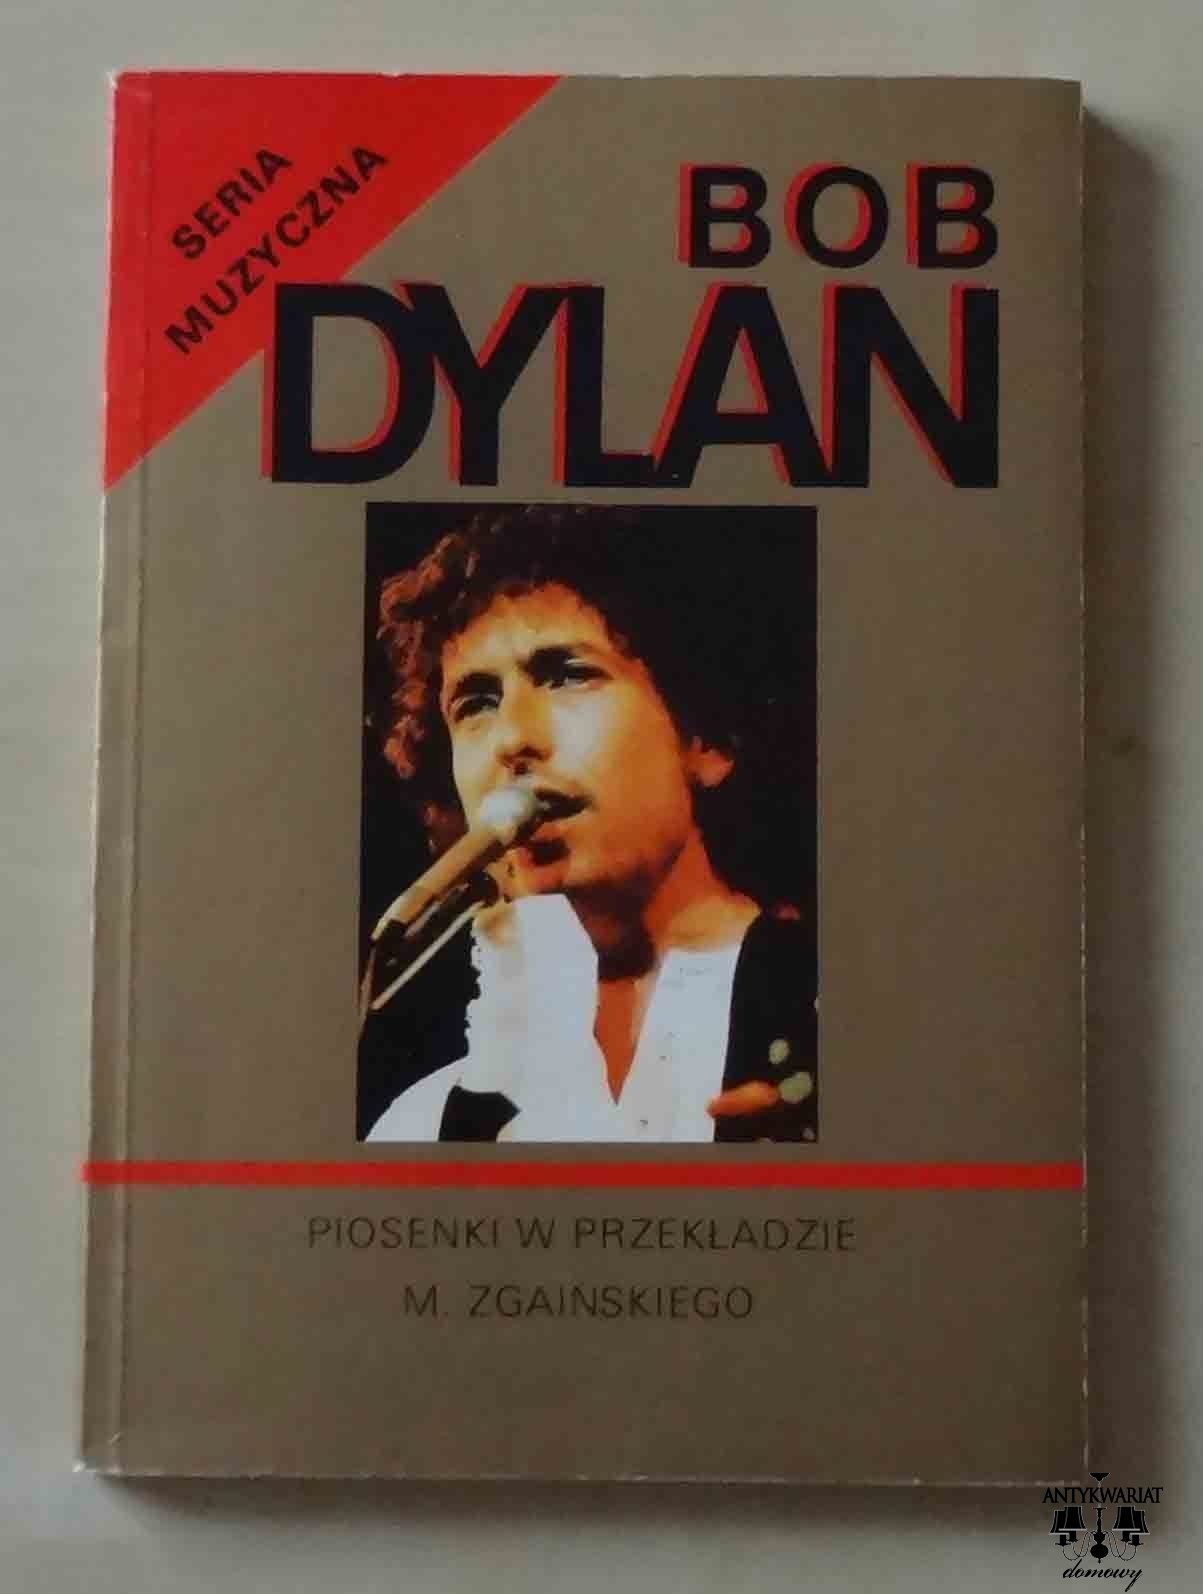 SERIA
MUZYCZNA
BOB
DYLAN
PIOSENKI W PRZEKŁADZIE
M. ZGAIŃSKIEGO
ANTYKWARIAT
domowy